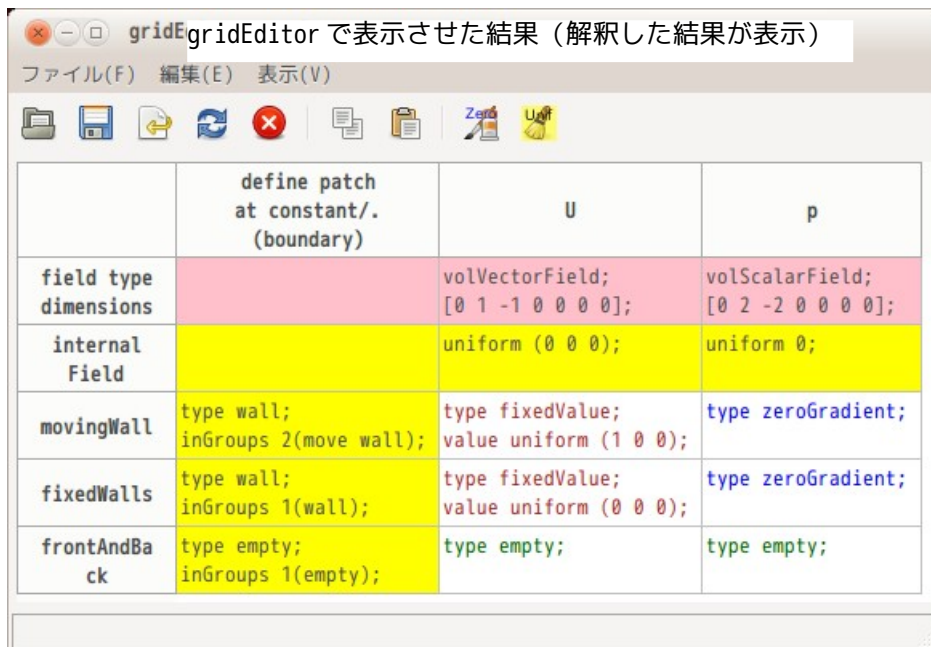 gridE
gridEditor で表示させた結果（解釈した結果が表示）
ファイル(F) 編集(E) 表示(V)
Zero
Unif
define patch
at constant/.
(boundary)
U
p
field type
dimensions
volVectorField;
[0 1 -1 0 0 0 0];
volScalarField;
[0 2 -2 0 0 0 0];
internal
Field
uniform (0 0 0);
uniform 0;
movingWall
type wall;
inGroups 2(move wall);
type fixedValue;
value uniform (1 0 0);
type zeroGradient;
fixedWalls
type wall;
inGroups 1(wall);
type fixedValue;
value uniform (0 0 0);
type zeroGradient;
frontAndBa
ck
type empty;
inGroups 1(empty);
type empty;
type empty;